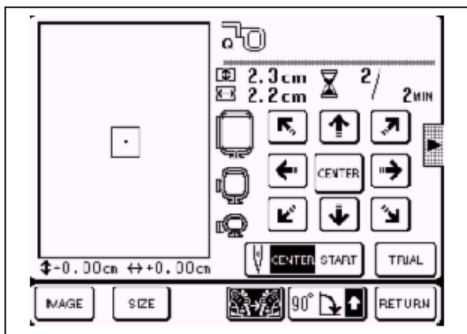 2.3cm 2/
2.2cm 2MIN
CENTER
CENTER START TRIAL
+0.00cm +0.00cm
IMAGE SIZE 90° RETURN